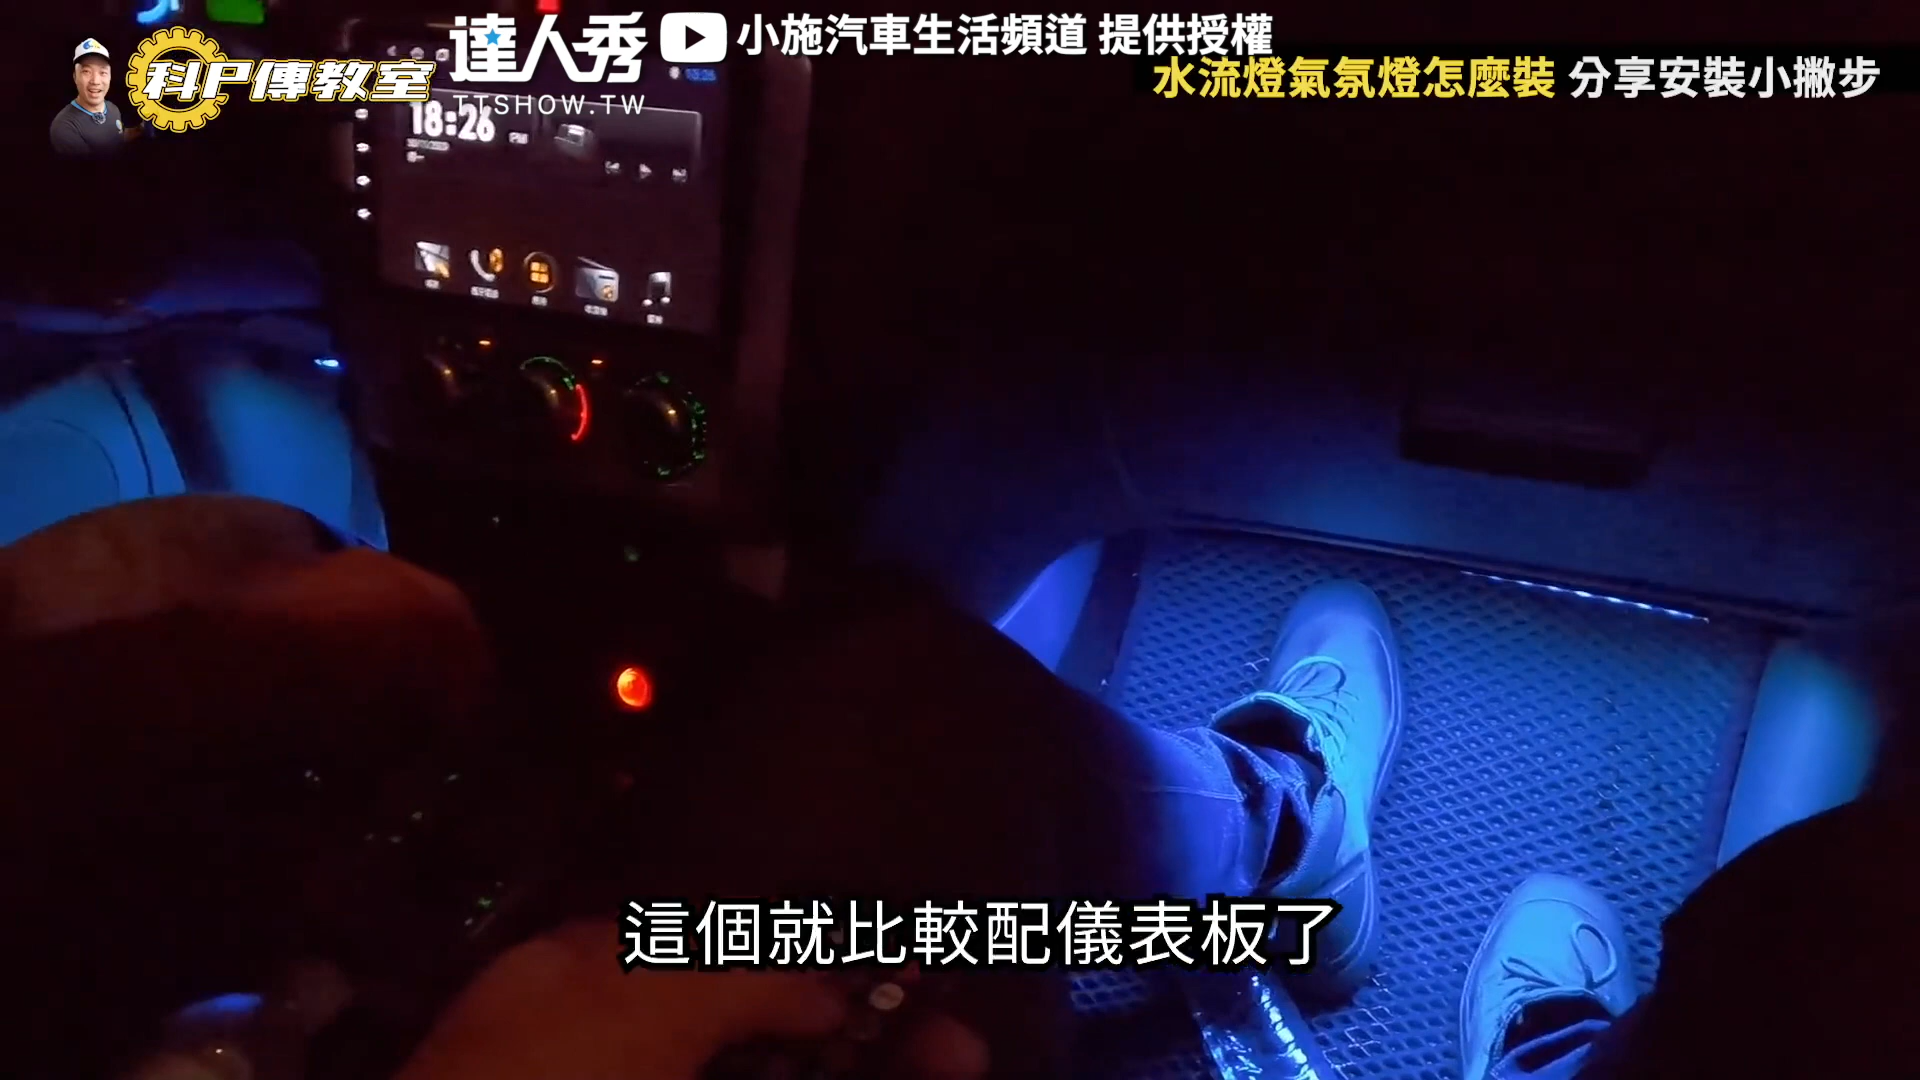 科尸傳教室
達人秀
TTSHOW.TW
小施汽車生活頻道 提供授權
水流燈氣氛燈怎麼裝 分享安裝小撇步
18:26
PM
這個就比較配儀表板了